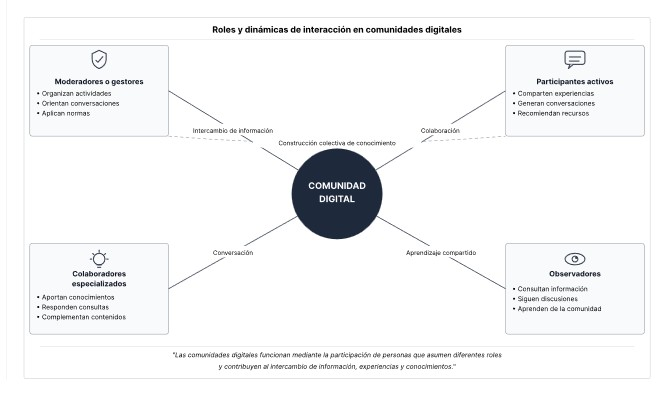 Roles y dinámicas de interacción en comunidades digitales
Moderadores o gestores
• Organizan actividades
• Orientan conversaciones
• Aplican normas
Participantes activos
• Comparten experiencias
• Generan conversaciones
• Recomiendan recursos
Intercambio de información
Colaboración
Construcción colectiva de conocimiento
COMUNIDAD
DIGITAL
Conversación
Aprendizaje compartido
Colaboradores
especializados
• Aportan conocimientos
• Responden consultas
• Complementan contenidos
Observadores
• Consultan información
• Siguen discusiones
• Aprenden de la comunidad
"Las comunidades digitales funcionan mediante la participación de personas que asumen diferentes roles
y contribuyen al intercambio de información, experiencias y conocimientos."